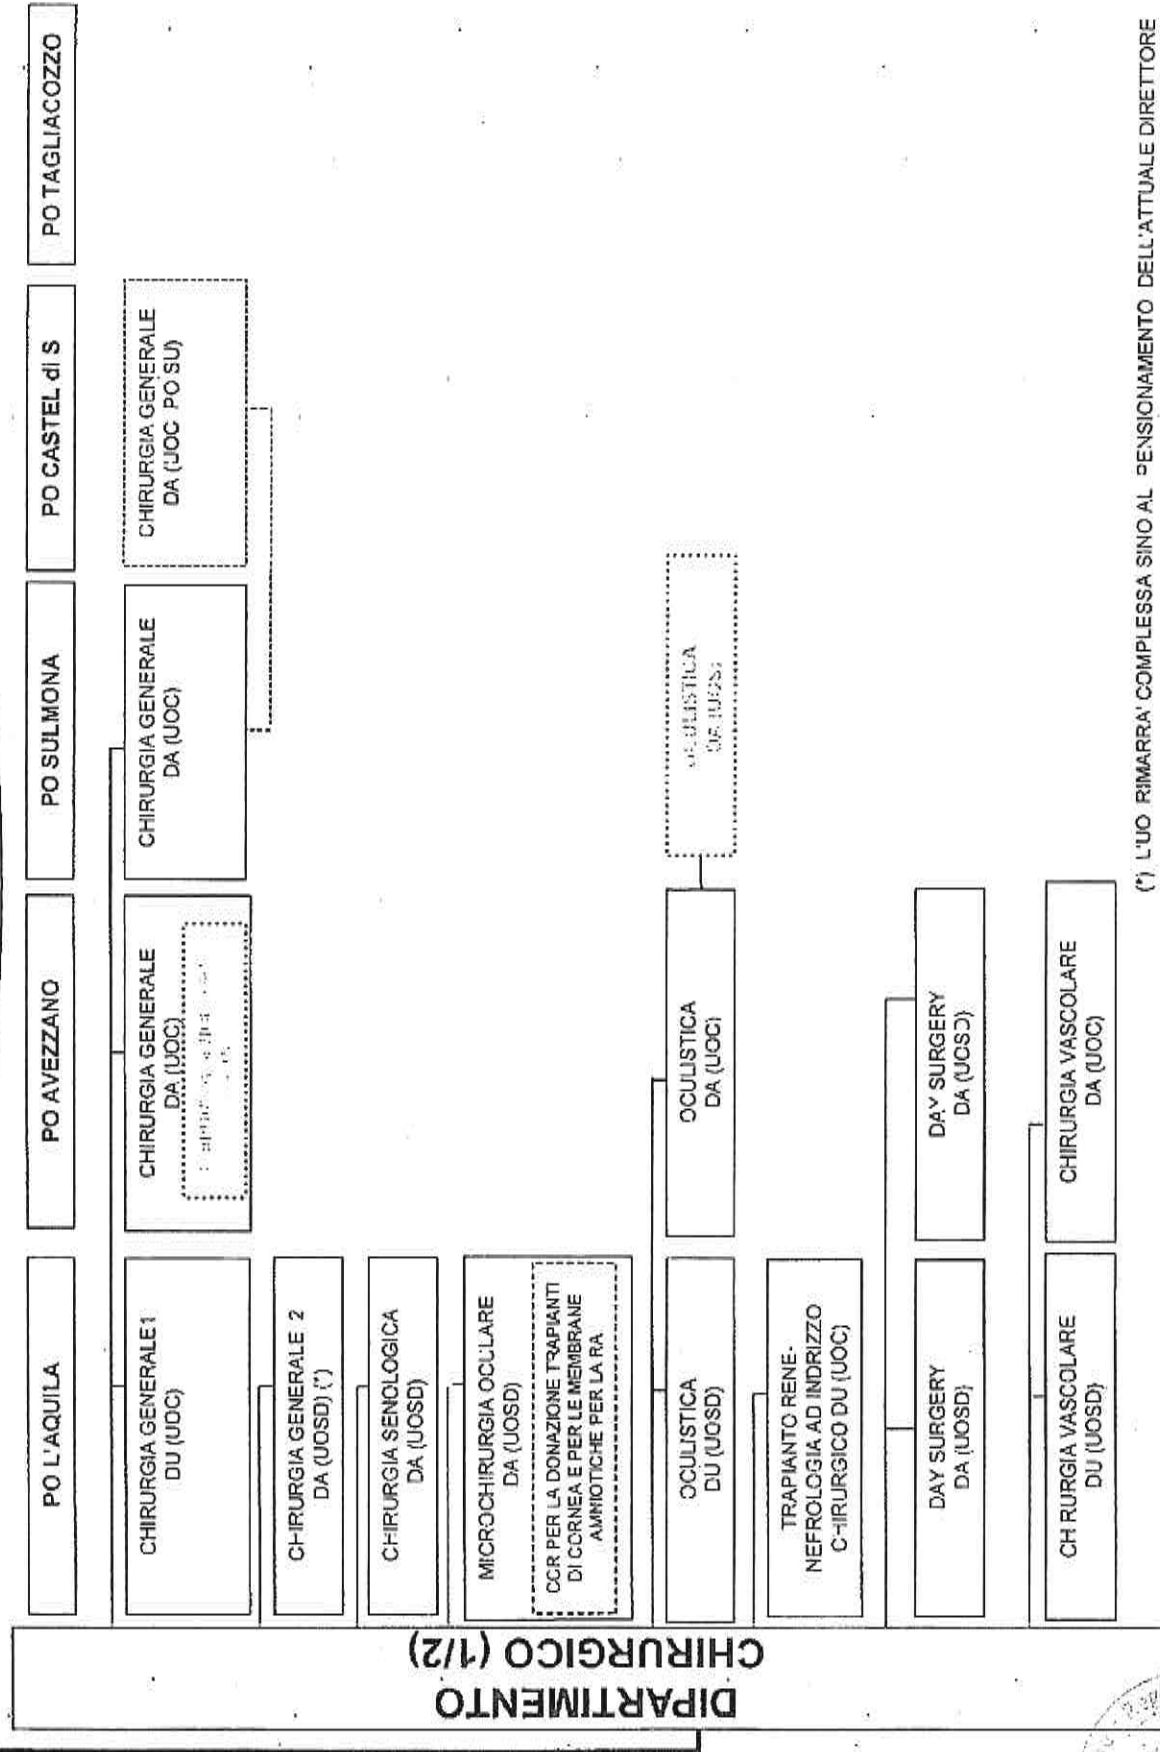 DIPARTIMENTO
CHIRURGICO (1/2)
PO L'AQUILA
PO AVEZZANO
PO SULMONA
PO CASTEL di S
PO TAGLIACOZZO
CHIRURGIA GENERALE1
DU (UOC)
CHIRURGIA GENERALE
DA (UOC)
CHIRURGIA GENERALE
DA (UOC)
CHIRURGIA GENERALE
DA (UOC PO SU)
CHIRURGIA GENERALE 2
DA (UOSD) (*)
CHIRURGIA SENOLOGICA
DA (UOSD)
MICROCHIRURGIA OCULARE
DA (UOSD)
CCR PER LA DONAZIONE TRAPIANTI
DI CORNEA E PER LE MEMBRANE
AMNIOTICHE PER LA RA
OCULISTICA
DU (UOSD)
OCULISTICA
DA (UOC)
OCULISTICA
TRAPIANTO RENE-
NEFROLOGIA AD INDRIZZO
CHIRURGICO DU (UOC)
DAY SURGERY
DA (UOSD)
DAY SURGERY
DA (UOSD)
CH RURGIA VASCOLARE
DU (UOSD)
CHIRURGIA VASCOLARE
DA (UOC)
(*) L'UO RIMARRA' COMPLESSA SINO AL PENSIONAMENTO DELL'ATTUALE DIRETTORE